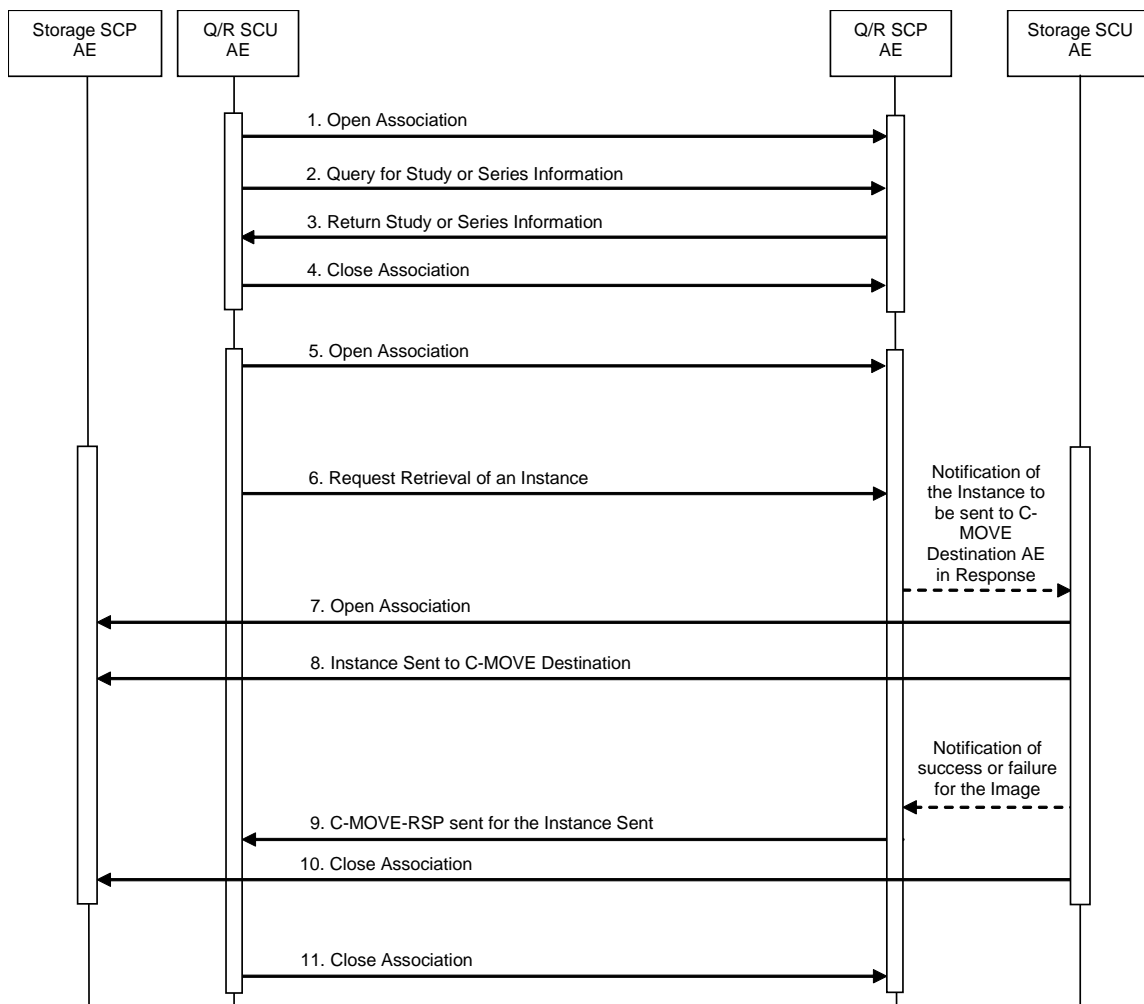 Storage SCP
AE
Q/R SCU
AE
Q/R SCP
AE
Storage SCU
AE
1. Open Association
2. Query for Study or Series Information
3. Return Study or Series Information
4. Close Association
5. Open Association
6. Request Retrieval of an Instance
Notification of
the Instance to
be sent to C-
MOVE
Destination AE
in Response
7. Open Association
8. Instance Sent to C-MOVE Destination
Notification of
success or failure
for the Image
9. C-MOVE-RSP sent for the Instance Sent
10. Close Association
11. Close Association